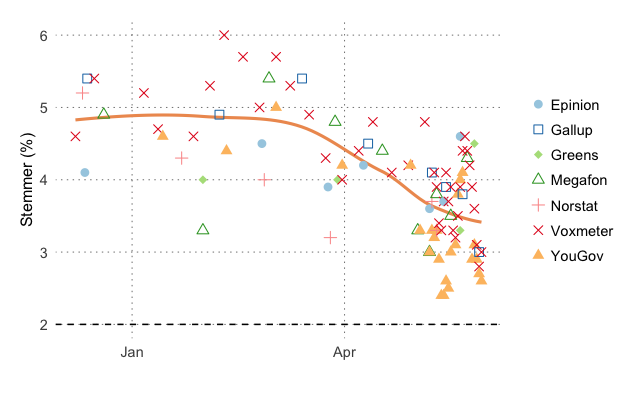 Stemmer (%)
6
5
4
3
2
Jan
Apr
Epinion
Gallup
Greens
Megafon
Norstat
Voxmeter
YouGov